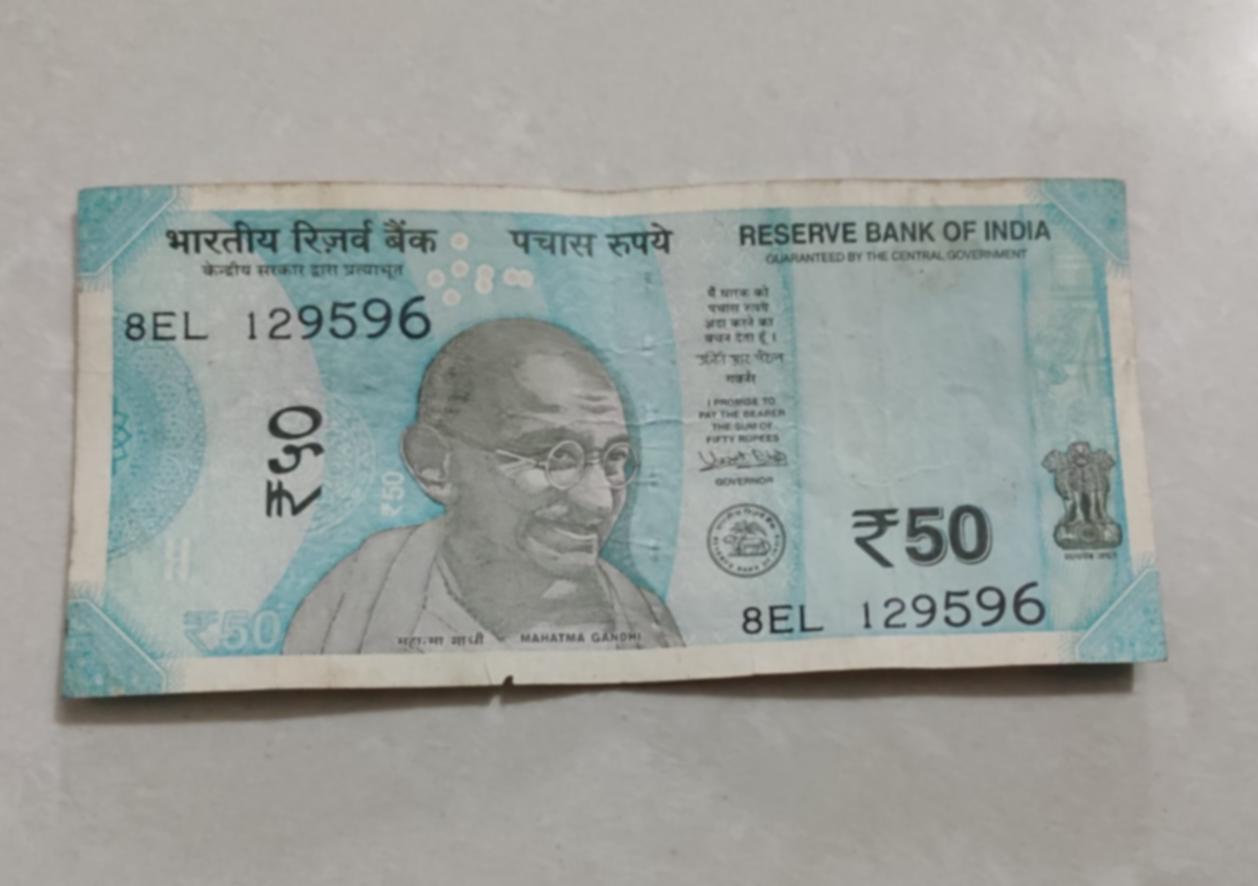 भारतीय रिज़र्व बैंक
केन्द्रीय सरकार द्वारा प्रत्याभूत
पचास रुपये
RESERVE BANK OF INDIA
GUARANTEED BY THE CENTRAL GOVERNMENT
8EL 129596
₹५०
₹50
₹50
महात्मा गांधी MAHATMA GANDHI
मैं धारक को
पचास रुपये
अदा करने का
वचन देता हूँ।
गवर्नर
I PROMISE TO
PAY THE BEARER
THE SUM OF
FIFTY RUPEES
GOVERNOR
₹50
8EL 129596
सत्यमेव जयते